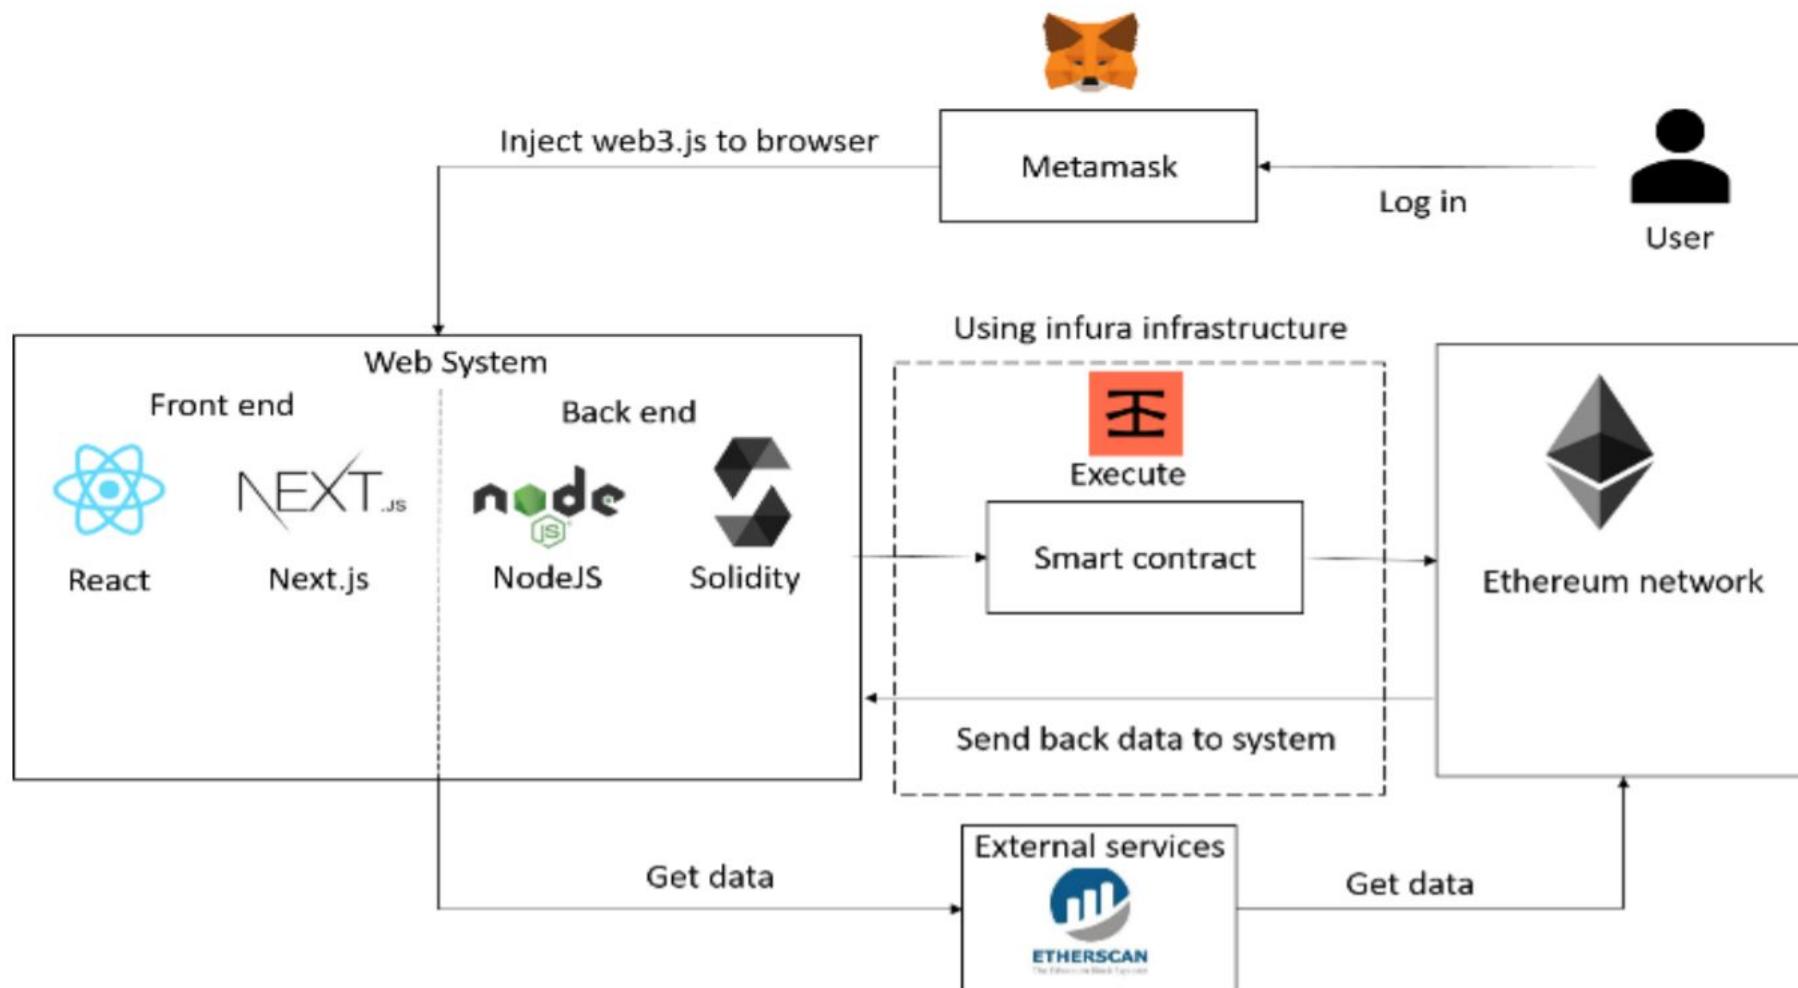 Inject web3.js to browser
Metamask
Log in
User
Using infura infrastructure
Web System
Front end
Back end
NEXT.JS
node
JS
Execute
React
Next.js
NodeJS
Solidity
Smart contract
Ethereum network
Send back data to system
External services
Get data
Get data
ETHERSCAN